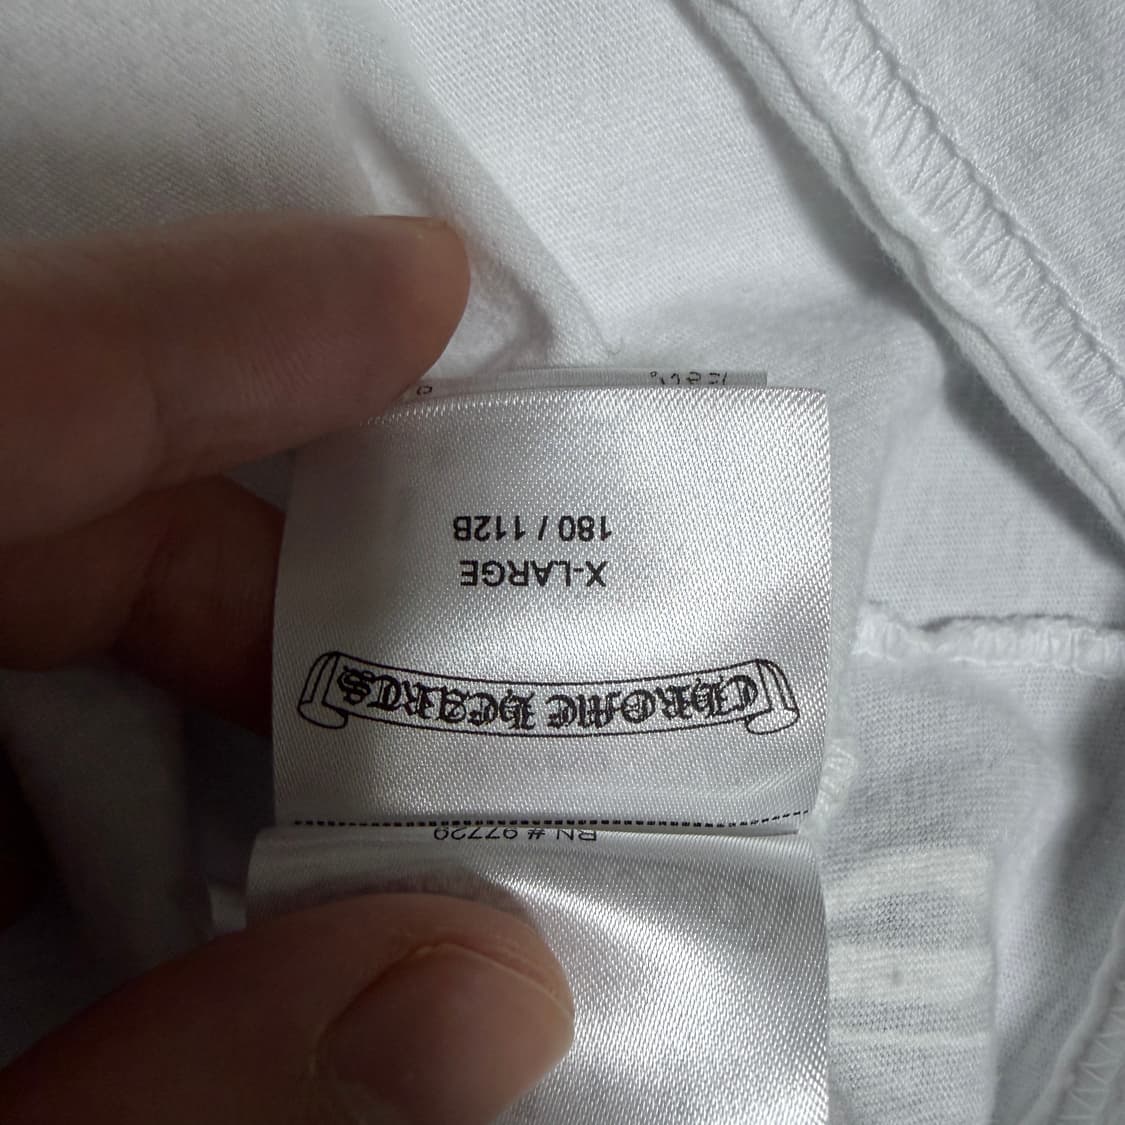 RN # 97729
CHROME HEARTS
X-LARGE
180 / 112B